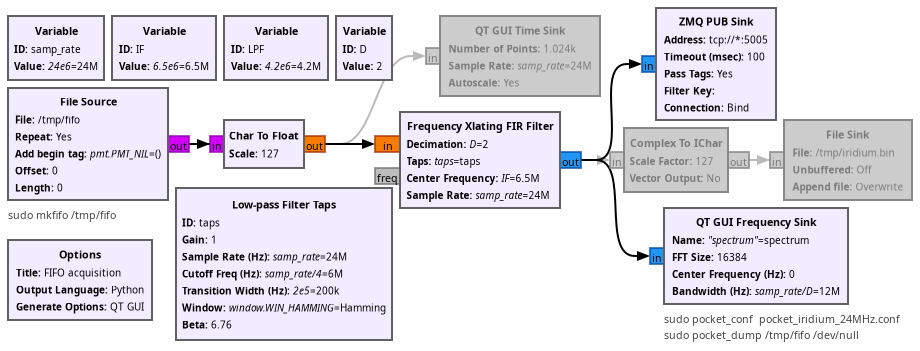 Variable
ID: samp_rate
Value: 24e6=24M
Variable
ID: IF
Value: 6.5e6=6.5M
Variable
ID: LPF
Value: 4.2e6=4.2M
Variable
ID: D
Value: 2
QT GUI Time Sink
Number of Points: 1.024k
Sample Rate: samp_rate=24M
Autoscale: Yes
in
ZMQ PUB Sink
Address: tcp://*:5005
Timeout (msec): 100
Pass Tags: Yes
Filter Key:
Connection: Bind
in
File Source
File: /tmp/fifo
Repeat: Yes
Add begin tag: pmt.PMT_NIL=()
Offset: 0
Length: 0
out
in
Char To Float
Scale: 127
out
in
freq
Frequency Xlating FIR Filter
Decimation: D=2
Taps: taps=taps
Center Frequency: IF=6.5M
Sample Rate: samp_rate=24M
out
in
Complex To IChar
Scale Factor: 127
Vector Output: No
out
in
File Sink
File: /tmp/iridium.bin
Unbuffered: Off
Append file: Overwrite
sudo mkfifo /tmp/fifo
Low-pass Filter Taps
ID: taps
Gain: 1
Sample Rate (Hz): samp_rate=24M
Cutoff Freq (Hz): samp_rate/4=6M
Transition Width (Hz): 2e5=200k
Window: window.WIN_HAMMING=Hamming
Beta: 6.76
QT GUI Frequency Sink
Name: "spectrum"=spectrum
FFT Size: 16384
Center Frequency (Hz): 0
Bandwidth (Hz): samp_rate/D=12M
in
Options
Title: FIFO acquisition
Output Language: Python
Generate Options: QT GUI
sudo pocket_conf  pocket_iridium_24MHz.conf
sudo pocket_dump /tmp/fifo /dev/null